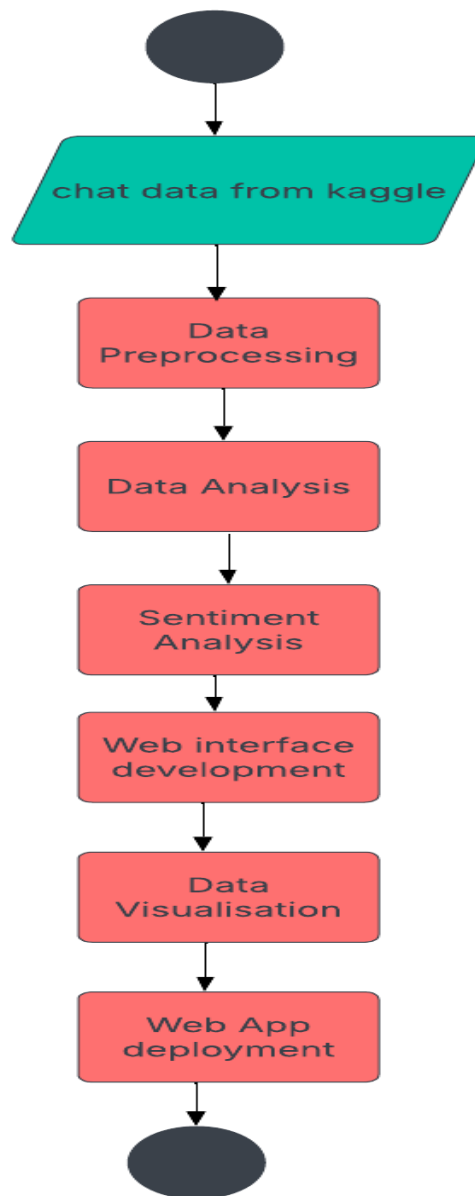 chat data from kaggle
Data
Preprocessing
Data Analysis
Sentiment
Analysis
Web interface
development
Data
Visualisation
Web App
deployment